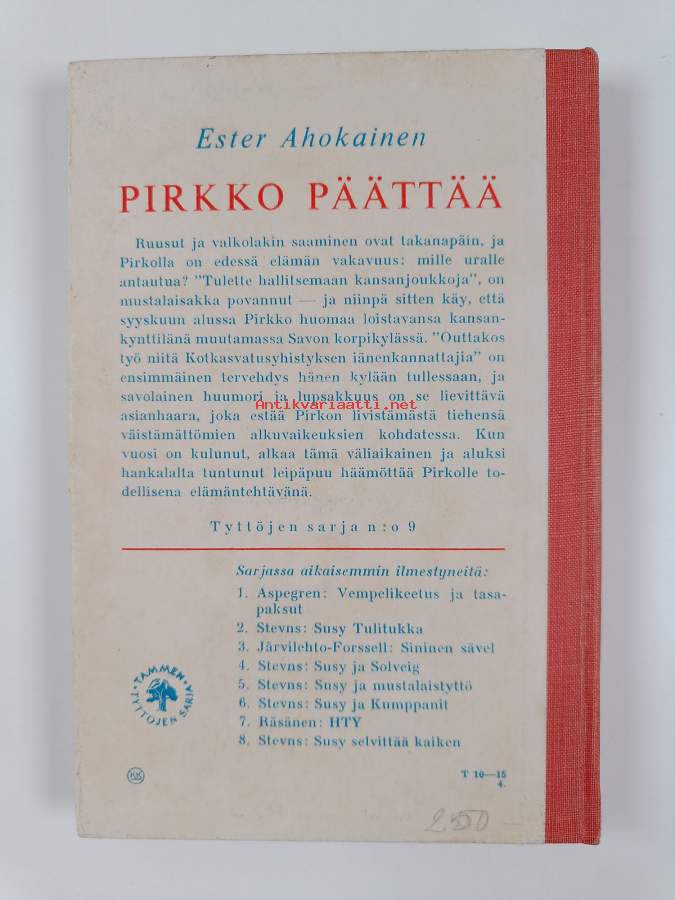 Ester Ahokainen
PIRKKO PÄÄTTÄÄ
Ruusut ja valkolakin saaminen ovat takanapäin, ja
Pirkolla on edessä elämän vakavuus: mille uralle
antautua? "Tulette hallitsemaan kansanjoukkoja", on
mustalaisakka povannut — ja niinpä sitten käy, että
syyskuun alussa Pirkko huomaa loistavansa kansan-
kynttilänä muutamassa Savon korpikylässä. "Outtakos
työ niitä Kotkasvatusyhistyksen iänenkannattajia" on
ensimmäinen tervehdys hänen kylään tullessaan, ja
savolainen huumori ja lupsakkuus on se lievittävä
Antikvariaatti.net
asianhaara, joka estää Pirkon livistämästä tiehensä
väistämättömien alkuvaikeuksien kohdatessa. Kun
vuosi on kulunut, alkaa tämä väliaikainen ja aluksi
hankalalta tuntunut leipäpuu häämöttää Pirkolle to-
dellisena elämäntehtävänä.
Tyttöjen sarja n:o 9
Sarjassa aikaisemmin ilmestyneitä:
1. Aspegren: Vempelikeetus ja tasa-
paksut
2. Stevns: Susy Tulitukka
3. Järvilehto-Forssell: Sininen sävel
4. Stevns: Susy ja Solveig
5. Stevns: Susy ja mustalaistyttö
6. Stevns: Susy ja Kumppanit
7. Räsänen: HTY
8. Stevns: Susy selvittää kaiken
TAMMEN
TYTTÖJEN SARJA
KK
T 10—15
4.
250 —